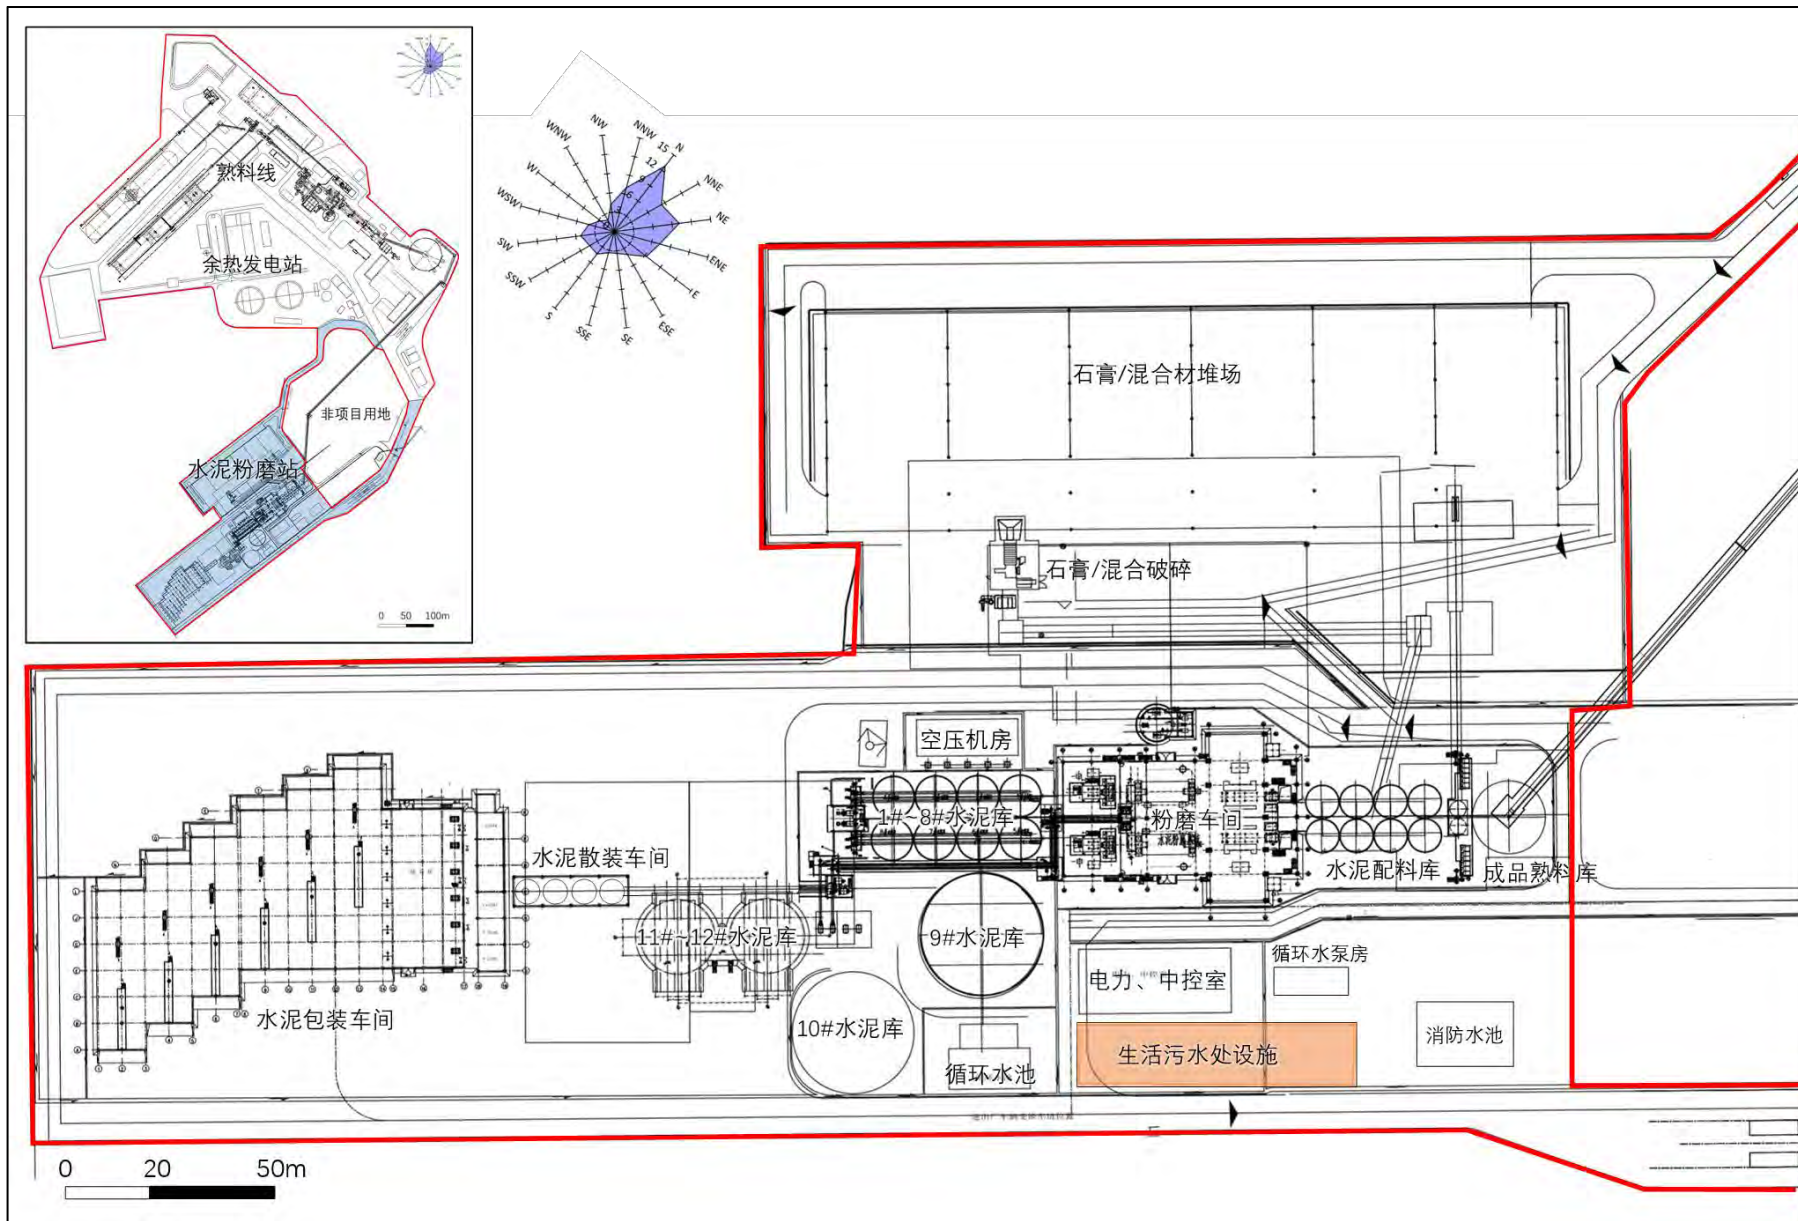 熟料线
余热发电站
非项目用地
水泥粉磨站
0 50 100m
WNW
NW
NNW
N
15
12
9
6
NNE
W
WSW
NE
SW
ENE
SSW
E
S
SSE
SE
ESE
石膏/混合材堆场
石膏/混合破碎
空压机房
1#~8#水泥库
粉磨车间
水泥散装车间
水泥配料库
成品熟料库
11#~12#水泥库
9#水泥库
循环水泵房
电力、中控室
水泥包装车间
10#水泥库
消防水池
生活污水处设施
循环水池
0 20 50m